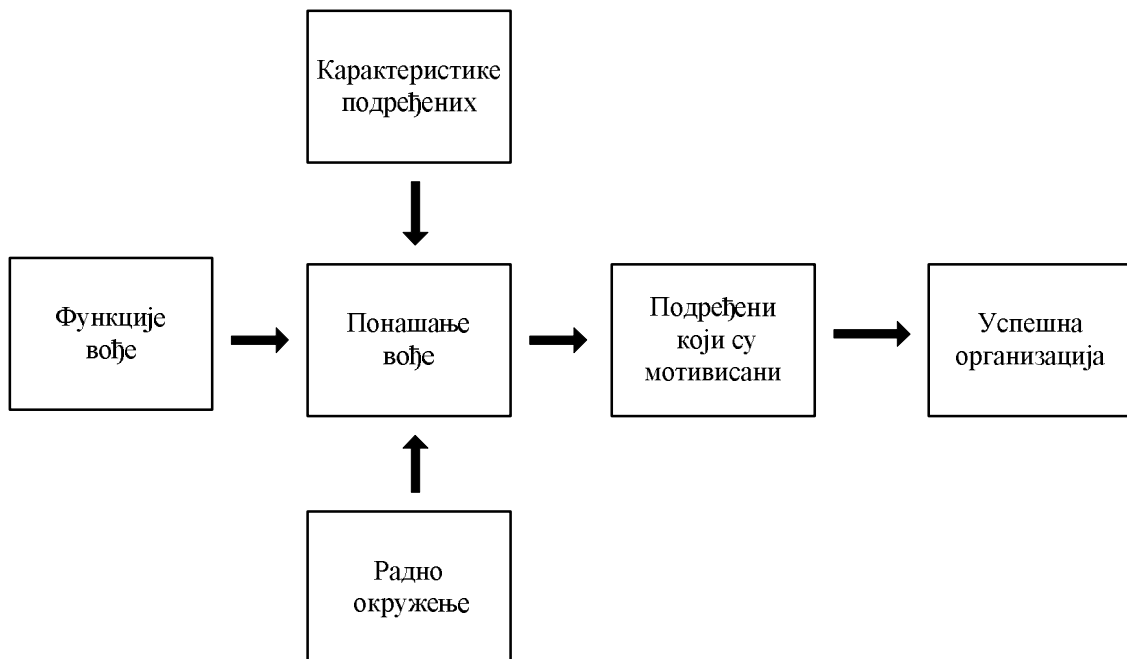 Карактеристике
подређених
Функције
вође
Понашање
вође
Подређени
који су
мотивисани
Успешна
организација
Радно
окружење